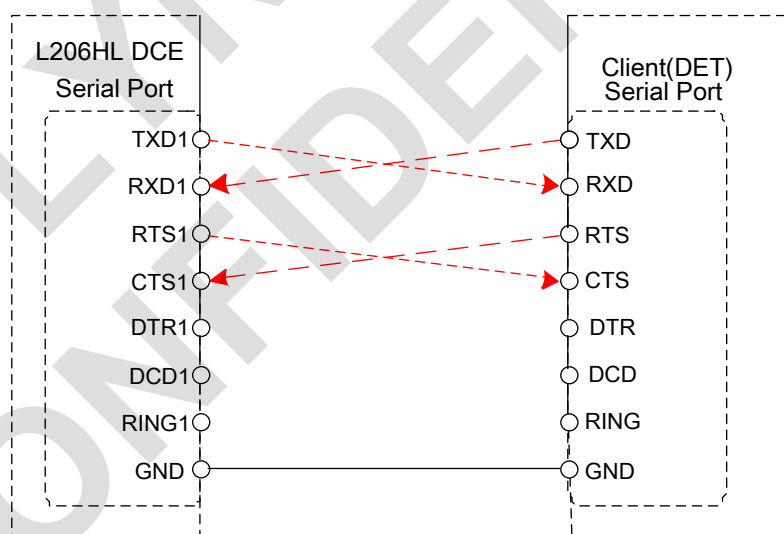 L206HL DCE
Serial Port
Client(DET)
Serial Port
TXD1
TXD
RXD1
RXD
RTS1
RTS
CTS1
CTS
DTR1
DTR
DCD1
DCD
RING1
RING
GND
GND